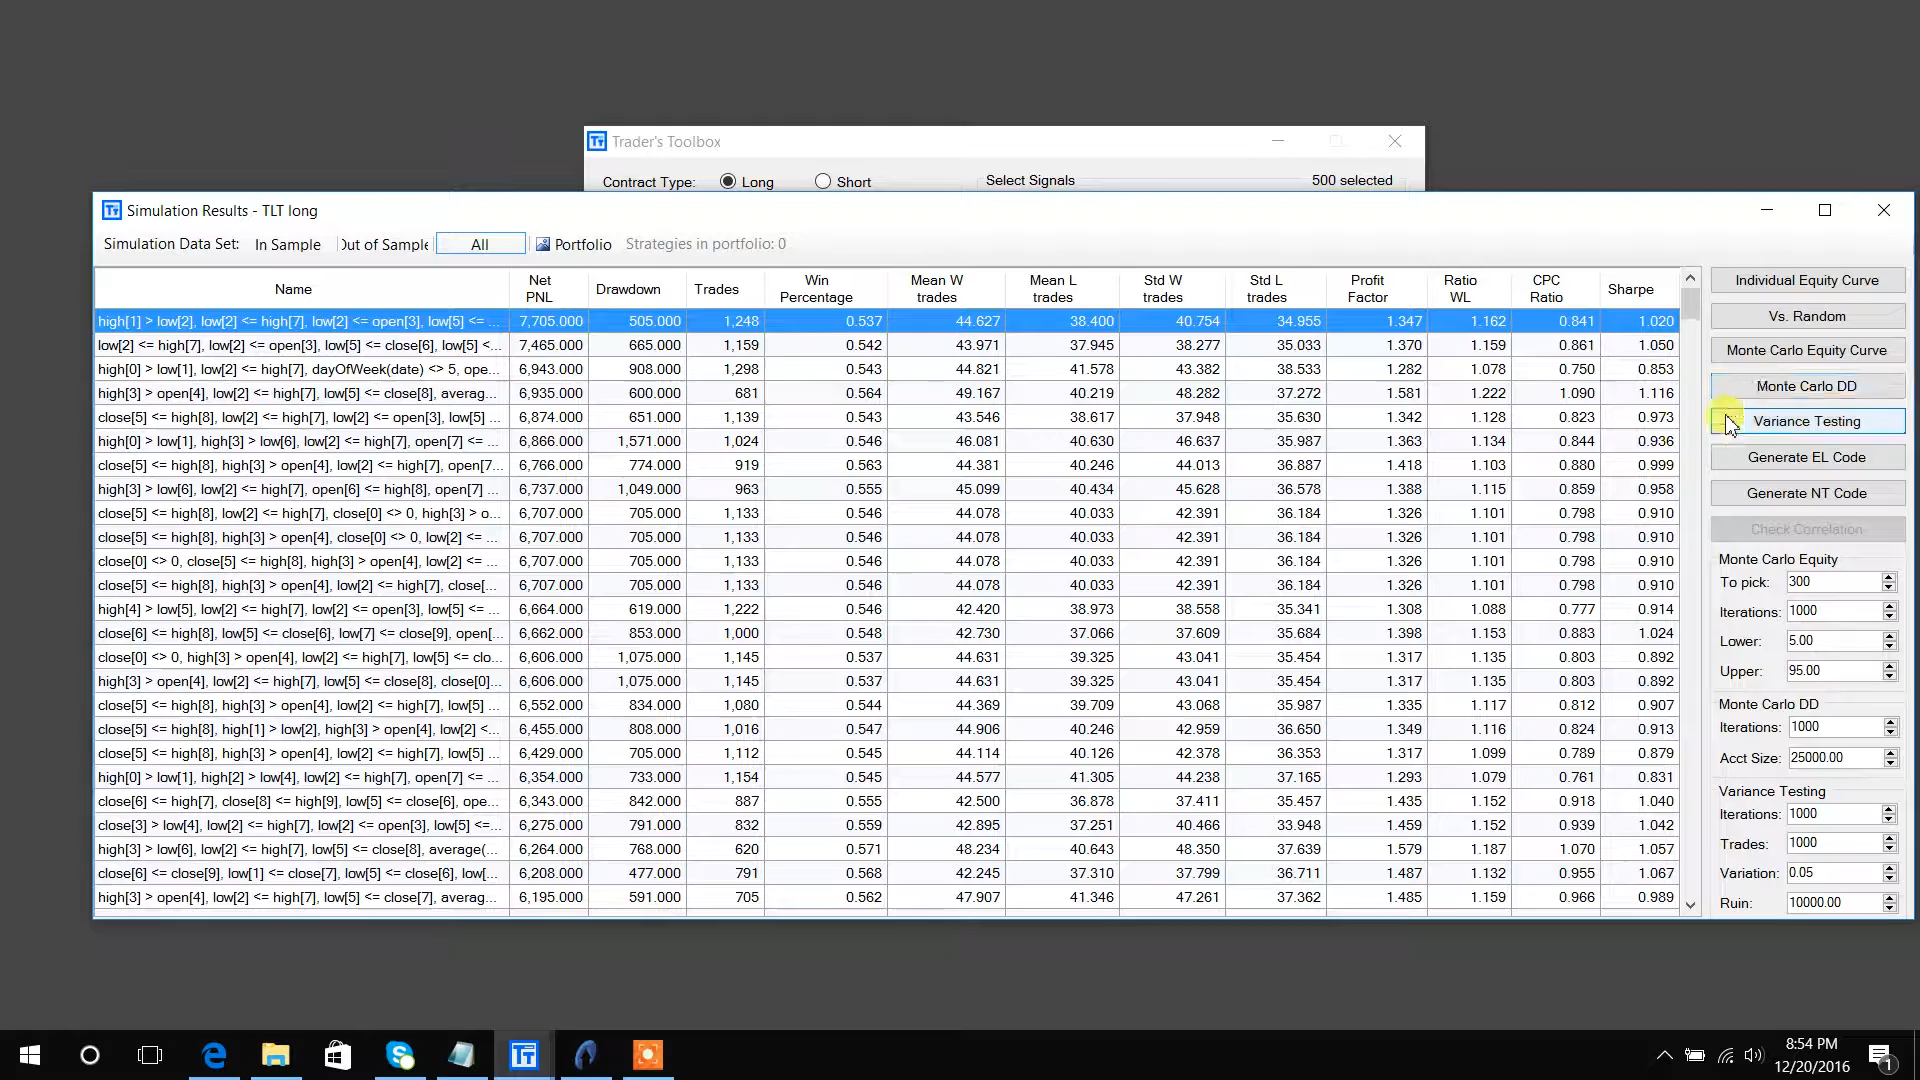 Trader's Toolbox
Contract Type: Long Short Select Signals 500 selected
Simulation Results - TLT long
Simulation Data Set: In Sample Out of Sample All Portfolio Strategies in portfolio: 0
Name Net PNL Drawdown Trades Win Percentage Mean W trades Mean L trades Std W trades Std L trades Profit Factor Ratio WL CPC Ratio Sharpe
high[1] > low[2], low[2] <= high[7], low[2] <= open[3], low[5] <= ... 7,705.000 505.000 1,248 0.537 44.627 38.400 40.754 34.955 1.347 1.162 0.841 1.020
low[2] <= high[7], low[2] <= open[3], low[5] <= close[6], low[5] <... 7,465.000 665.000 1,159 0.542 43.971 37.945 38.277 35.033 1.370 1.159 0.861 1.050
high[0] > low[1], low[2] <= high[7], dayOfWeek(date) <> 5, ope... 6,943.000 908.000 1,298 0.543 44.821 41.578 43.382 38.533 1.282 1.078 0.750 0.853
high[3] > open[4], low[2] <= high[7], low[5] <= close[8], averag... 6,935.000 600.000 681 0.564 49.167 40.219 48.282 37.272 1.581 1.222 1.090 1.116
close[5] <= high[8], low[2] <= high[7], low[2] <= open[3], low[5] ... 6,874.000 651.000 1,139 0.543 43.546 38.617 37.948 35.630 1.342 1.128 0.823 0.973
high[0] > low[1], high[3] > low[6], low[2] <= high[7], open[7] <= ... 6,866.000 1,571.000 1,024 0.546 46.081 40.630 46.637 35.987 1.363 1.134 0.844 0.936
close[5] <= high[8], high[3] > open[4], low[2] <= high[7], open[7... 6,766.000 774.000 919 0.563 44.381 40.246 44.013 36.887 1.418 1.103 0.880 0.999
high[3] > low[6], low[2] <= high[7], open[6] <= high[8], open[7] ... 6,737.000 1,049.000 963 0.555 45.099 40.434 45.628 36.578 1.388 1.115 0.859 0.958
close[5] <= high[8], low[2] <= high[7], close[0] <> 0, high[3] > o... 6,707.000 705.000 1,133 0.546 44.078 40.033 42.391 36.184 1.326 1.101 0.798 0.910
close[5] <= high[8], high[3] > open[4], close[0] <> 0, low[2] <= ... 6,707.000 705.000 1,133 0.546 44.078 40.033 42.391 36.184 1.326 1.101 0.798 0.910
close[0] <> 0, close[5] <= high[8], high[3] > open[4], low[2] <= ... 6,707.000 705.000 1,133 0.546 44.078 40.033 42.391 36.184 1.326 1.101 0.798 0.910
close[5] <= high[8], high[3] > open[4], low[2] <= high[7], close[... 6,707.000 705.000 1,133 0.546 44.078 40.033 42.391 36.184 1.326 1.101 0.798 0.910
high[4] > low[5], low[2] <= high[7], low[2] <= open[3], low[5] <= ... 6,664.000 619.000 1,222 0.546 42.420 38.973 38.558 35.341 1.308 1.088 0.777 0.914
close[6] <= high[8], low[5] <= close[6], low[7] <= close[9], open[... 6,662.000 853.000 1,000 0.548 42.730 37.066 37.609 35.684 1.398 1.153 0.883 1.024
close[0] <> 0, high[3] > open[4], low[2] <= high[7], low[5] <= clo... 6,606.000 1,075.000 1,145 0.537 44.631 39.325 43.041 35.454 1.317 1.135 0.803 0.892
high[3] > open[4], low[2] <= high[7], low[5] <= close[8], close[0]... 6,606.000 1,075.000 1,145 0.537 44.631 39.325 43.041 35.454 1.317 1.135 0.803 0.892
close[5] <= high[8], high[3] > open[4], low[2] <= high[7], low[5] ... 6,552.000 834.000 1,080 0.544 44.369 39.709 43.068 35.987 1.335 1.117 0.812 0.907
close[5] <= high[8], high[1] > low[2], high[3] > open[4], low[2] <... 6,455.000 808.000 1,016 0.547 44.906 40.246 42.959 36.650 1.349 1.116 0.824 0.913
close[5] <= high[8], high[3] > open[4], low[2] <= high[7], low[5] ... 6,429.000 705.000 1,112 0.545 44.114 40.126 42.378 36.353 1.317 1.099 0.789 0.879
high[0] > low[1], high[2] > low[4], low[2] <= high[7], open[7] <= ... 6,354.000 733.000 1,154 0.545 44.577 41.305 44.238 37.165 1.293 1.079 0.761 0.831
close[6] <= high[7], close[8] <= high[9], low[5] <= close[6], ope... 6,343.000 842.000 887 0.555 42.500 36.878 37.411 35.457 1.435 1.152 0.918 1.040
close[3] > low[4], low[2] <= high[7], low[2] <= open[3], low[5] <=... 6,275.000 791.000 832 0.559 42.895 37.251 40.466 33.948 1.459 1.152 0.939 1.042
high[3] > low[6], low[2] <= high[7], low[5] <= close[8], average(... 6,264.000 768.000 620 0.571 48.234 40.643 48.350 37.639 1.579 1.187 1.070 1.057
close[6] <= close[9], low[1] <= close[7], low[5] <= close[6], low[... 6,208.000 477.000 791 0.568 42.245 37.310 37.799 36.711 1.487 1.132 0.955 1.067
high[3] > open[4], low[2] <= high[7], low[5] <= close[7], averag... 6,195.000 591.000 705 0.562 47.907 41.346 47.261 37.362 1.485 1.159 0.966 0.989
Individual Equity Curve
Vs. Random
Monte Carlo Equity Curve
Monte Carlo DD
Variance Testing
Generate EL Code
Generate NT Code
Check Correlation
Monte Carlo Equity
To pick: 300
Iterations: 1000
Lower: 5.00
Upper: 95.00
Monte Carlo DD
Iterations: 1000
Acct Size: 25000.00
Variance Testing
Iterations: 1000
Trades: 1000
Variation: 0.05
Ruin: 10000.00
8:54 PM
12/20/2016
1